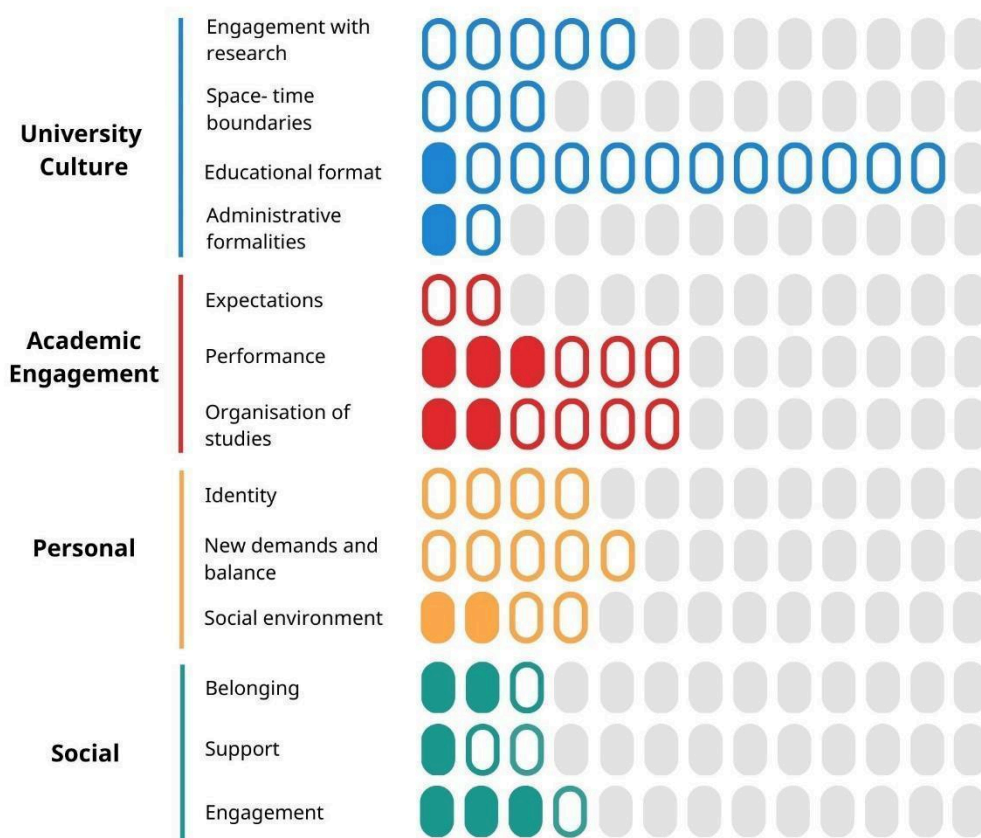 University
Culture
Engagement with
research
Space- time
boundaries
Educational format
Administrative
formalities
Academic
Engagement
Expectations
Performance
Organisation of
studies
Personal
Identity
New demands and
balance
Social environment
Social
Belonging
Support
Engagement